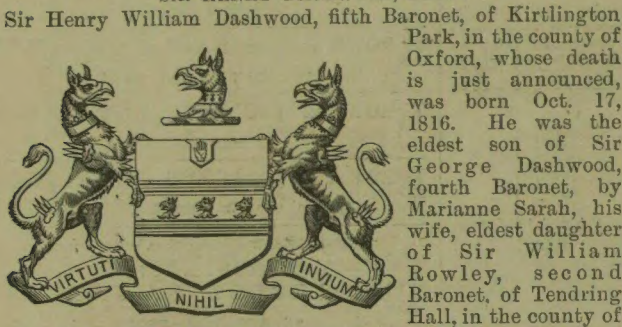 Sir Henry William Dashwood, fifth Baronet, of Kirtlington
Park, in the county of
Oxford, whose death
is just announced,
was born Oct. 17,
1816. He was the
eldest son of Sir
George Dashwood,
fourth Baronet, by
Marianne Sarah, his
wife, eldest daughter
of Sir William
Rowley, second
Baronet, of Tendring
Hall, in the county of
VIRTUTI
NIHIL
INVIUM